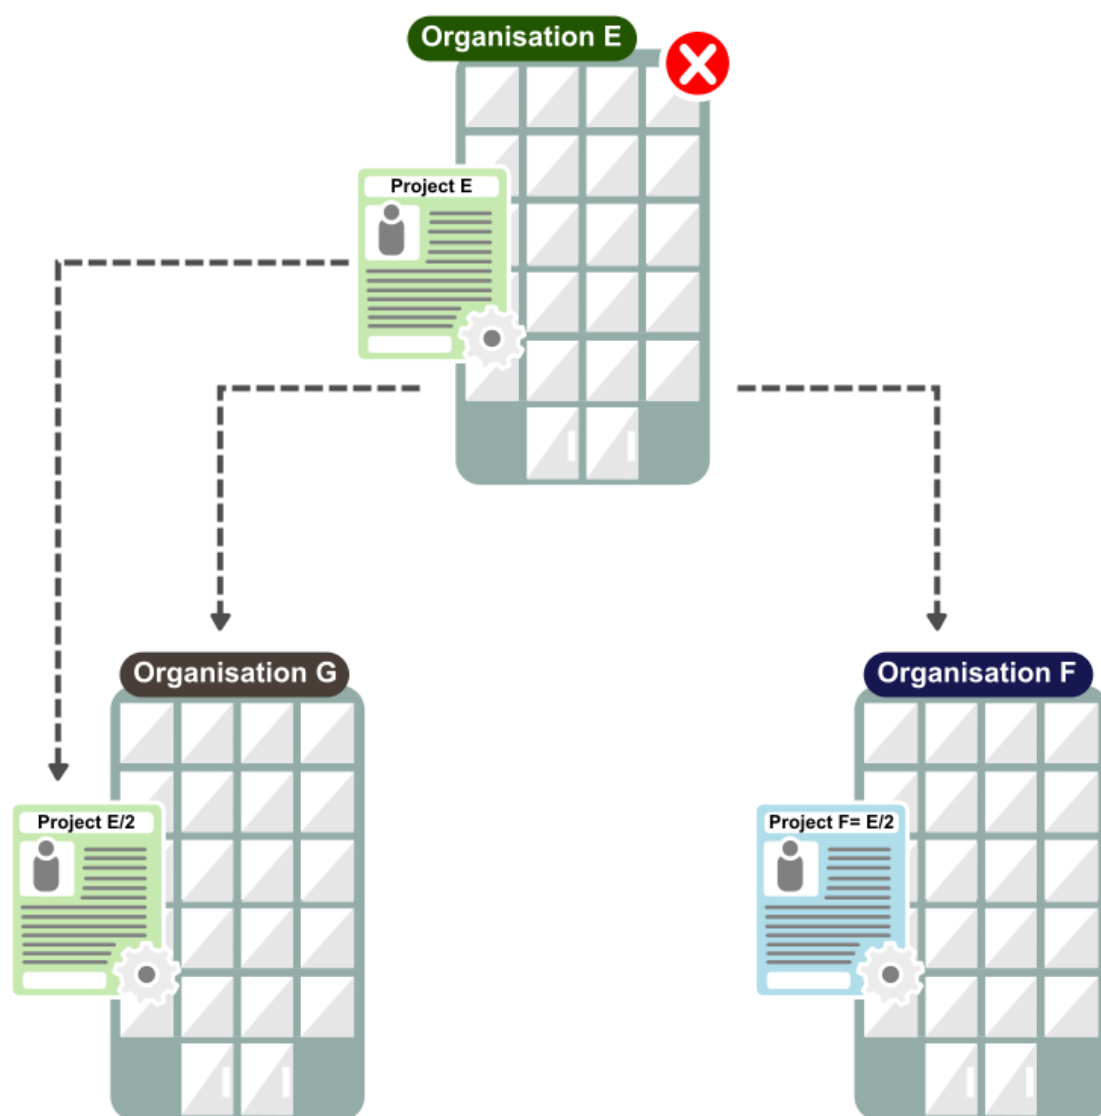 Organisation E
Project E
Organisation G
Organisation F
Project E/2
Project F= E/2